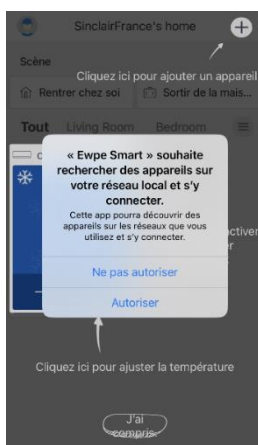 SinclairFrance's home
Cliquez ici pour ajouter un appareil
Scène
Rentrer chez soi
Sortir de la mais...
Tout Living Room Bedroom
« Ewpe Smart » souhaite
rechercher des appareils sur
votre réseau local et s'y
connecter.
Cette app pourra découvrir des
appareils sur les réseaux que vous
utilisez et s'y connecter.
Ne pas autoriser
Autoriser
Cliquez ici pour ajuster la température
J'ai
compris